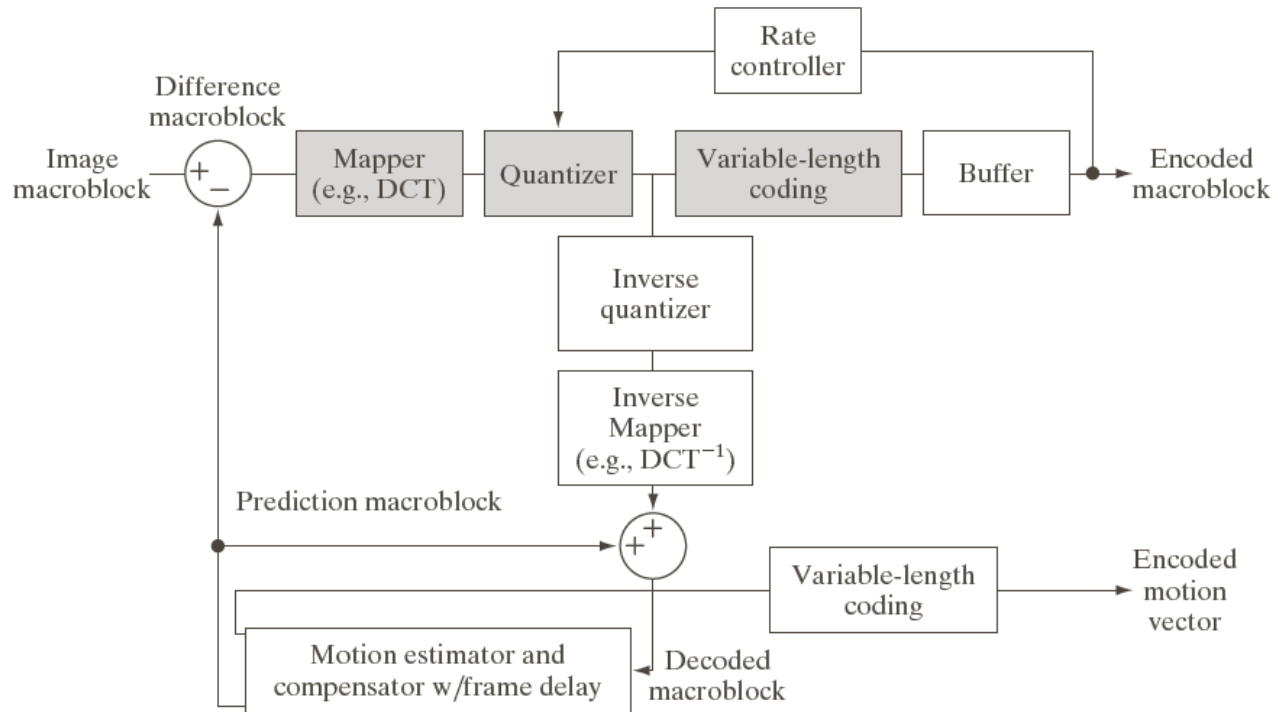 Rate
controller
Difference
macroblock
Image
macroblock
+
−
Mapper
(e.g., DCT)
Quantizer
Variable-length
coding
Buffer
Encoded
macroblock
Inverse
quantizer
Inverse
Mapper
(e.g., DCT⁻¹)
Prediction macroblock
+
+
Variable-length
coding
Encoded
motion
vector
Motion estimator and
compensator w/frame delay
Decoded
macroblock